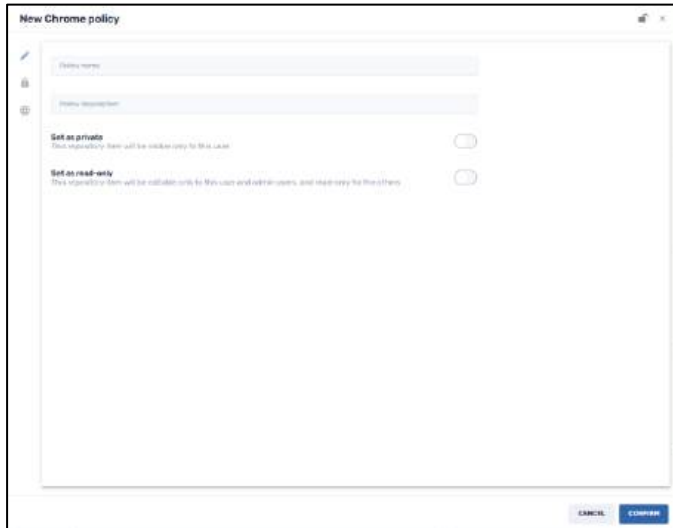 New Chrome policy
Policy name
Policy description
Set as private
This repository item will be visible only to this user
Set as read-only
This repository item will be editable only to this user and admin users, and read-only for the others
CANCEL
CONFIRM